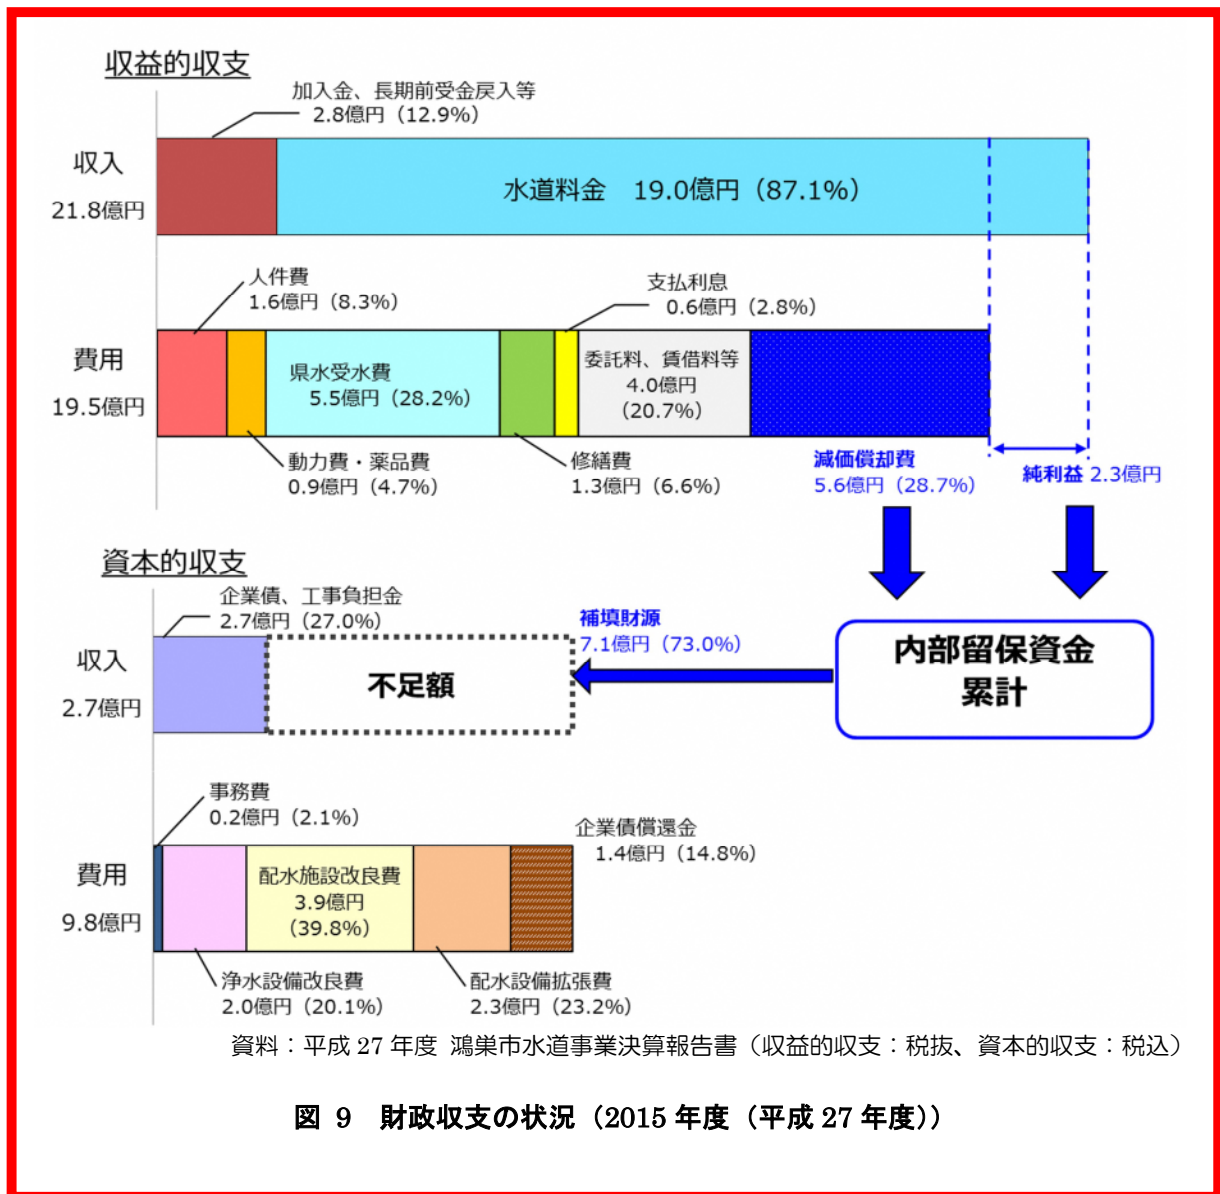 収益的収支
加入金、長期前受金戻入等
2.8億円（12.9%）
収入
21.8億円
水道料金　19.0億円（87.1%）
人件費
1.6億円（8.3%）
支払利息
0.6億円（2.8%）
費用
19.5億円
県水受水費
5.5億円（28.2%）
委託料、賃借料等
4.0億円
（20.7%）
動力費・薬品費
0.9億円（4.7%）
修繕費
1.3億円（6.6%）
減価償却費
5.6億円（28.7%）
純利益 2.3億円
資本的収支
企業債、工事負担金
2.7億円（27.0%）
補填財源
7.1億円（73.0%）
収入
2.7億円
不足額
内部留保資金
累計
事務費
0.2億円（2.1%）
企業債償還金
1.4億円（14.8%）
費用
9.8億円
配水施設改良費
3.9億円
（39.8%）
浄水設備改良費
2.0億円（20.1%）
配水設備拡張費
2.3億円（23.2%）
資料：平成 27 年度 鴻巣市水道事業決算報告書（収益的収支：税抜、資本的収支：税込）
図 9　財政収支の状況（2015 年度（平成 27 年度））